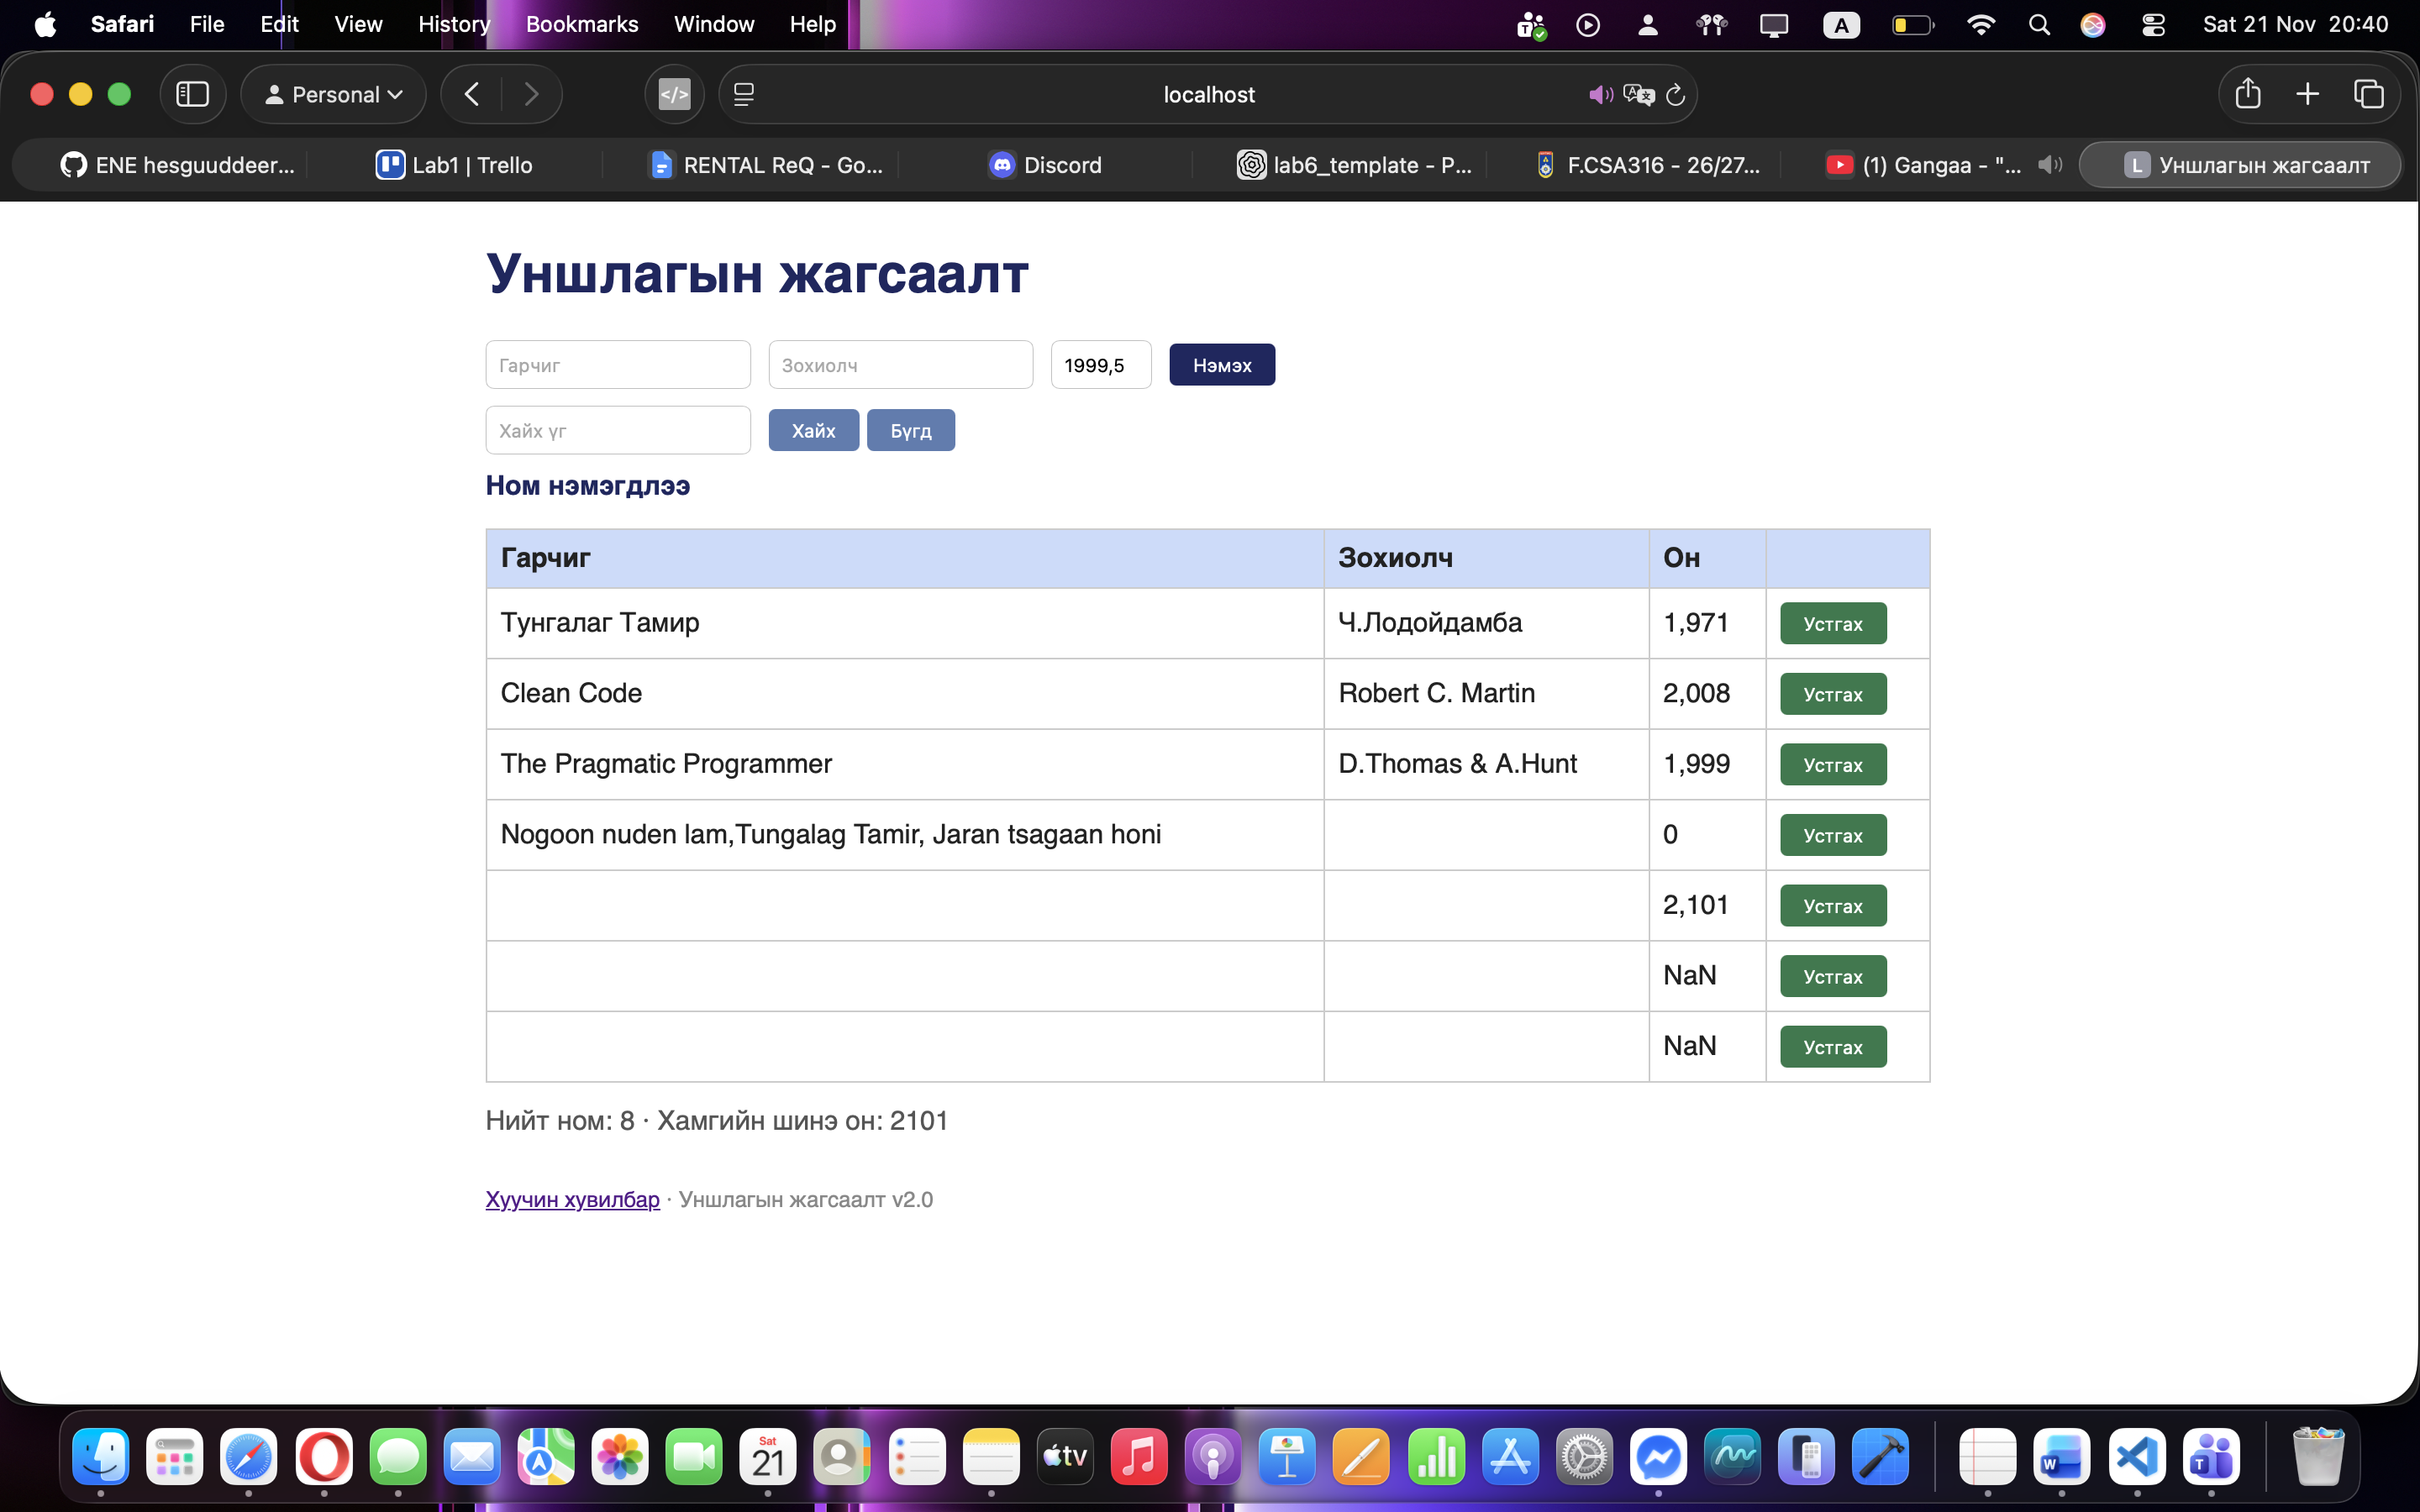 Safari File Edit View History Bookmarks Window Help A Sat 21 Nov 20:40
Personal </> localhost
ENE hesguuddeer... Lab1 | Trello RENTAL ReQ - Go... Discord lab6_template - P... F.CSA316 - 26/27... (1) Gangaa - "... L Уншлагын жагсаалт
Уншлагын жагсаалт
Гарчиг Зохиолч 1999,5 Нэмэх
Хайх үг Хайх Бүгд
Ном нэмэгдлээ
Гарчиг Зохиолч Он
Тунгалаг Тамир Ч.Лодойдамба 1,971 Устгах
Clean Code Robert C. Martin 2,008 Устгах
The Pragmatic Programmer D.Thomas & A.Hunt 1,999 Устгах
Nogoon nuden lam,Tungalag Tamir, Jaran tsagaan honi 0 Устгах
2,101 Устгах
NaN Устгах
NaN Устгах
Нийт ном: 8 · Хамгийн шинэ он: 2101
Хуучин хувилбар · Уншлагын жагсаалт v2.0
Sat
21
tv
W
T